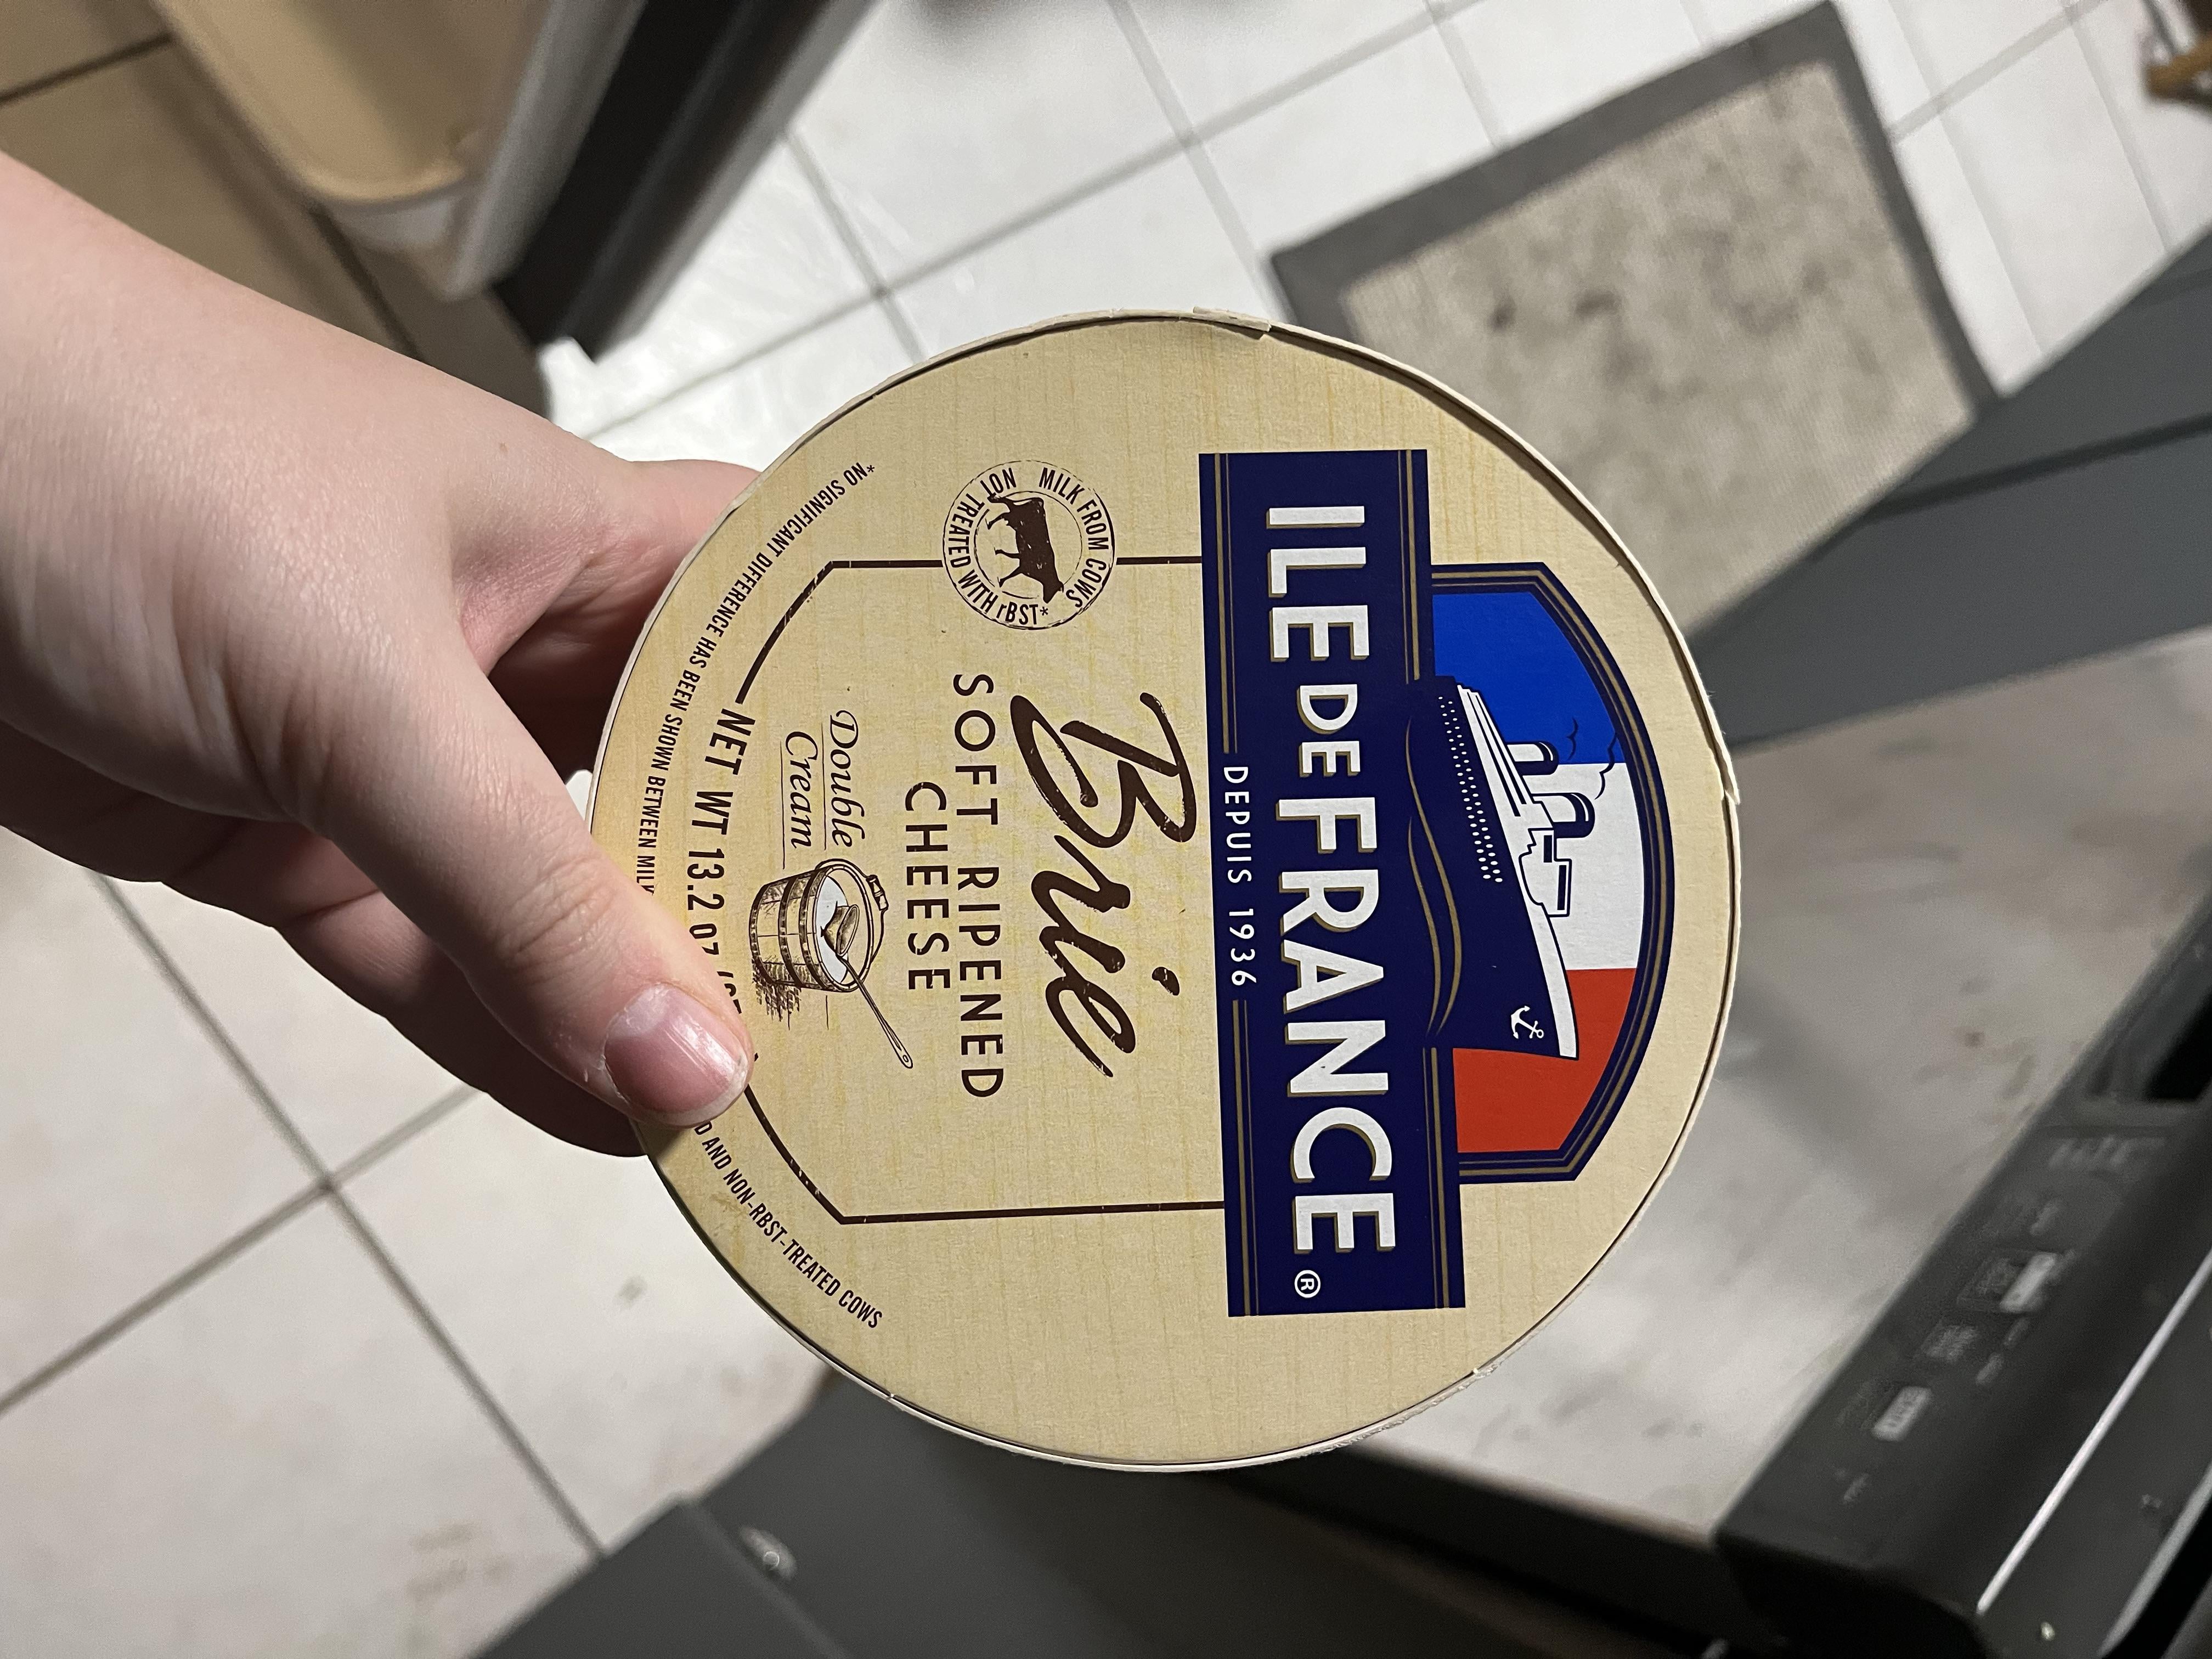 ILE DE FRANCE®
DEPUIS 1936
MILK FROM COWS
NOT TREATED WITH rBST*
Brie
SOFT RIPENED
CHEESE
Double
Cream
NET WT 13.2 OZ
*NO SIGNIFICANT DIFFERENCE HAS BEEN SHOWN BETWEEN MILK
AND NON-RBST-TREATED COWS